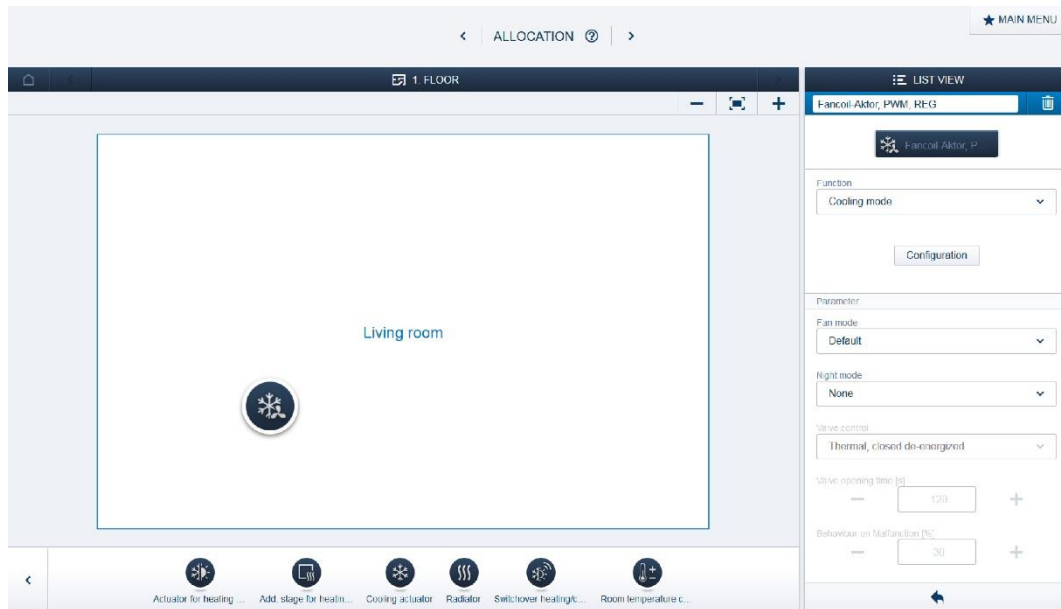 ★ MAIN MENU
< ALLOCATION ? >
1. FLOOR
LIST VIEW
Fancoil-Aktor, PWM, REG
Fancoil-Aktor, P
Function
Cooling mode
Configuration
Parameter
Fan mode
Default
Night mode
None
Valve control
Thermal, closed de-energized
Valve opening time [s]
120
Behaviour on Malfunction [%]
30
Living room
Actuator for heating ...
Add. stage for heatin...
Cooling actuator
Radiator
Switchover heating/c...
Room temperature c...